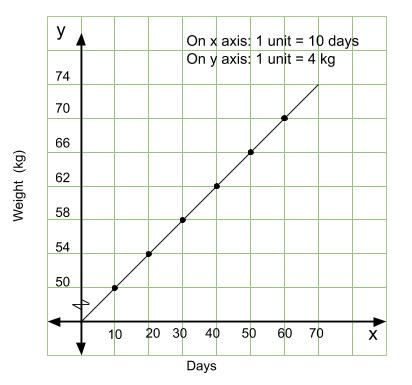 y
On x axis: 1 unit = 10 days
On y axis: 1 unit = 4 kg
74
70
66
62
58
54
50
Weight (kg)
10 20 30 40 50 60 70
x
Days